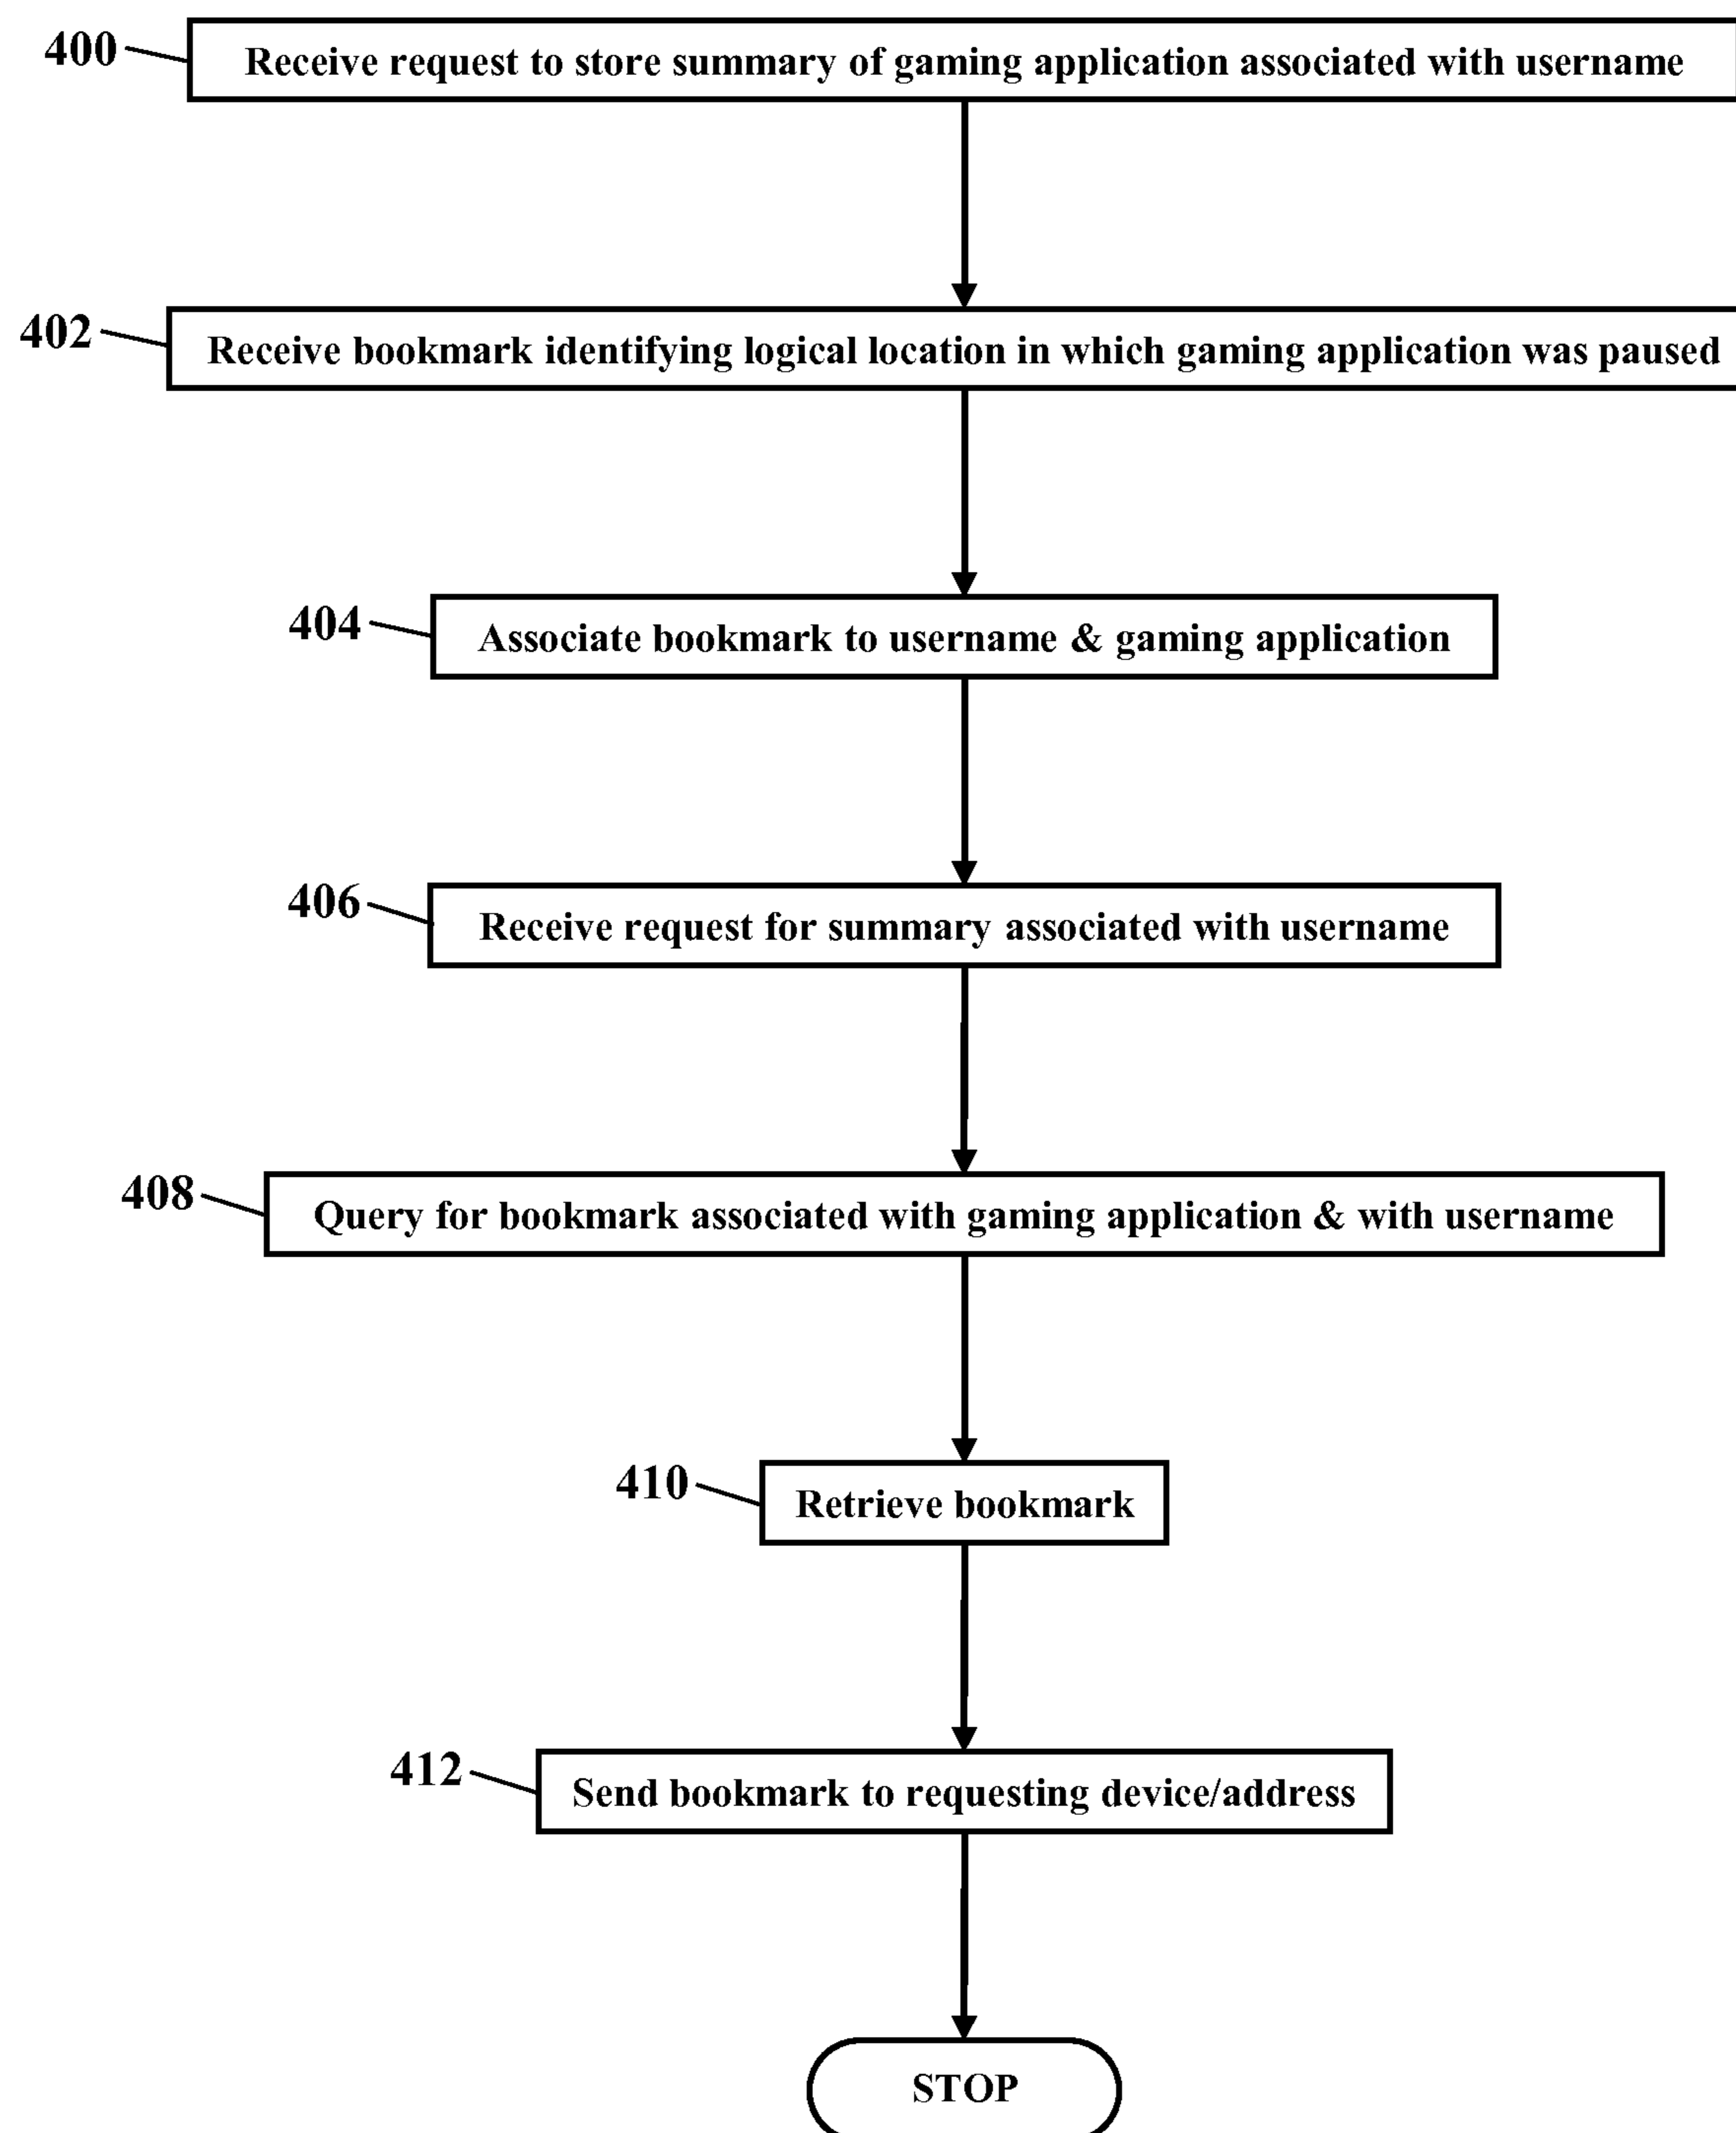 400 Receive request to store summary of gaming application associated with username
402 Receive bookmark identifying logical location in which gaming application was paused
404 Associate bookmark to username & gaming application
406 Receive request for summary associated with username
408 Query for bookmark associated with gaming application & with username
410 Retrieve bookmark
412 Send bookmark to requesting device/address
STOP